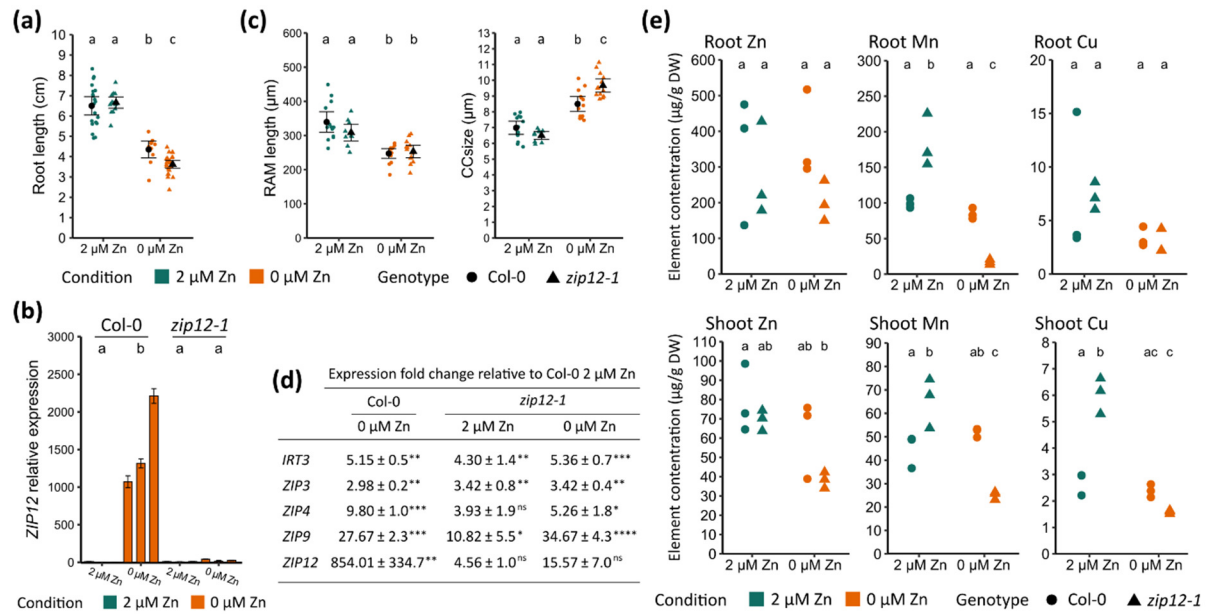 (a)
a a b c
Root length (cm)
10
9
8
7
6
5
4
3
2
1
0
2 µM Zn 0 µM Zn
(c)
a a b b
RAM length (µm)
600
500
400
300
200
100
0
2 µM Zn 0 µM Zn
a a b c
CCsize (µm)
13
12
11
10
9
8
7
6
5
4
3
2
1
0
2 µM Zn 0 µM Zn
Condition 2 µM Zn 0 µM Zn Genotype Col-0 zip12-1
(b)
Col-0 zip12-1
a b a a
ZIP12 relative expression
3000
2500
2000
1500
1000
500
0
2 µM Zn 0 µM Zn 2 µM Zn 0 µM Zn
Condition 2 µM Zn 0 µM Zn
(d)
Expression fold change relative to Col-0 2 µM Zn
Col-0 zip12-1
0 µM Zn 2 µM Zn 0 µM Zn
IRT3 5.15 ± 0.5** 4.30 ± 1.4** 5.36 ± 0.7***
ZIP3 2.98 ± 0.2** 3.42 ± 0.8** 3.42 ± 0.4**
ZIP4 9.80 ± 1.0*** 3.93 ± 1.9ns 5.26 ± 1.8*
ZIP9 27.67 ± 2.3*** 10.82 ± 5.5* 34.67 ± 4.3****
ZIP12 854.01 ± 334.7** 4.56 ± 1.0ns 15.57 ± 7.0ns
(e)
Root Zn
a a a a
Element contentration (µg/g DW)
600
500
400
300
200
100
0
2 µM Zn 0 µM Zn
Root Mn
a b a c
300
250
200
150
100
50
0
2 µM Zn 0 µM Zn
Root Cu
a a a a
20
15
10
5
0
2 µM Zn 0 µM Zn
Shoot Zn
a ab ab b
Element contentration (µg/g DW)
110
100
90
80
70
60
50
40
30
20
10
0
2 µM Zn 0 µM Zn
Shoot Mn
a b ab c
90
80
70
60
50
40
30
20
10
0
2 µM Zn 0 µM Zn
Shoot Cu
a b ac c
8
7
6
5
4
3
2
1
0
2 µM Zn 0 µM Zn
Condition 2 µM Zn 0 µM Zn Genotype Col-0 zip12-1